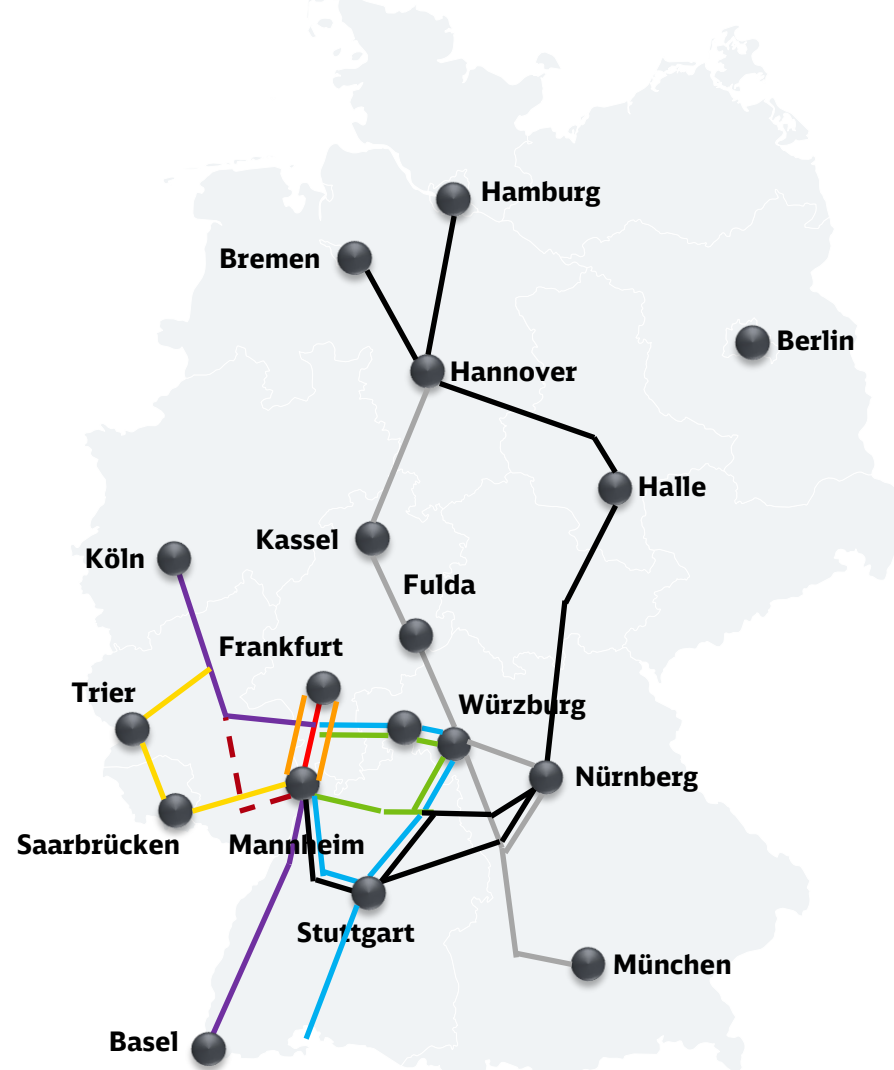 Hamburg
Bremen
Berlin
Hannover
Halle
Kassel
Köln
Fulda
Frankfurt
Trier
Würzburg
Nürnberg
Saarbrücken
Mannheim
Stuttgart
München
Basel